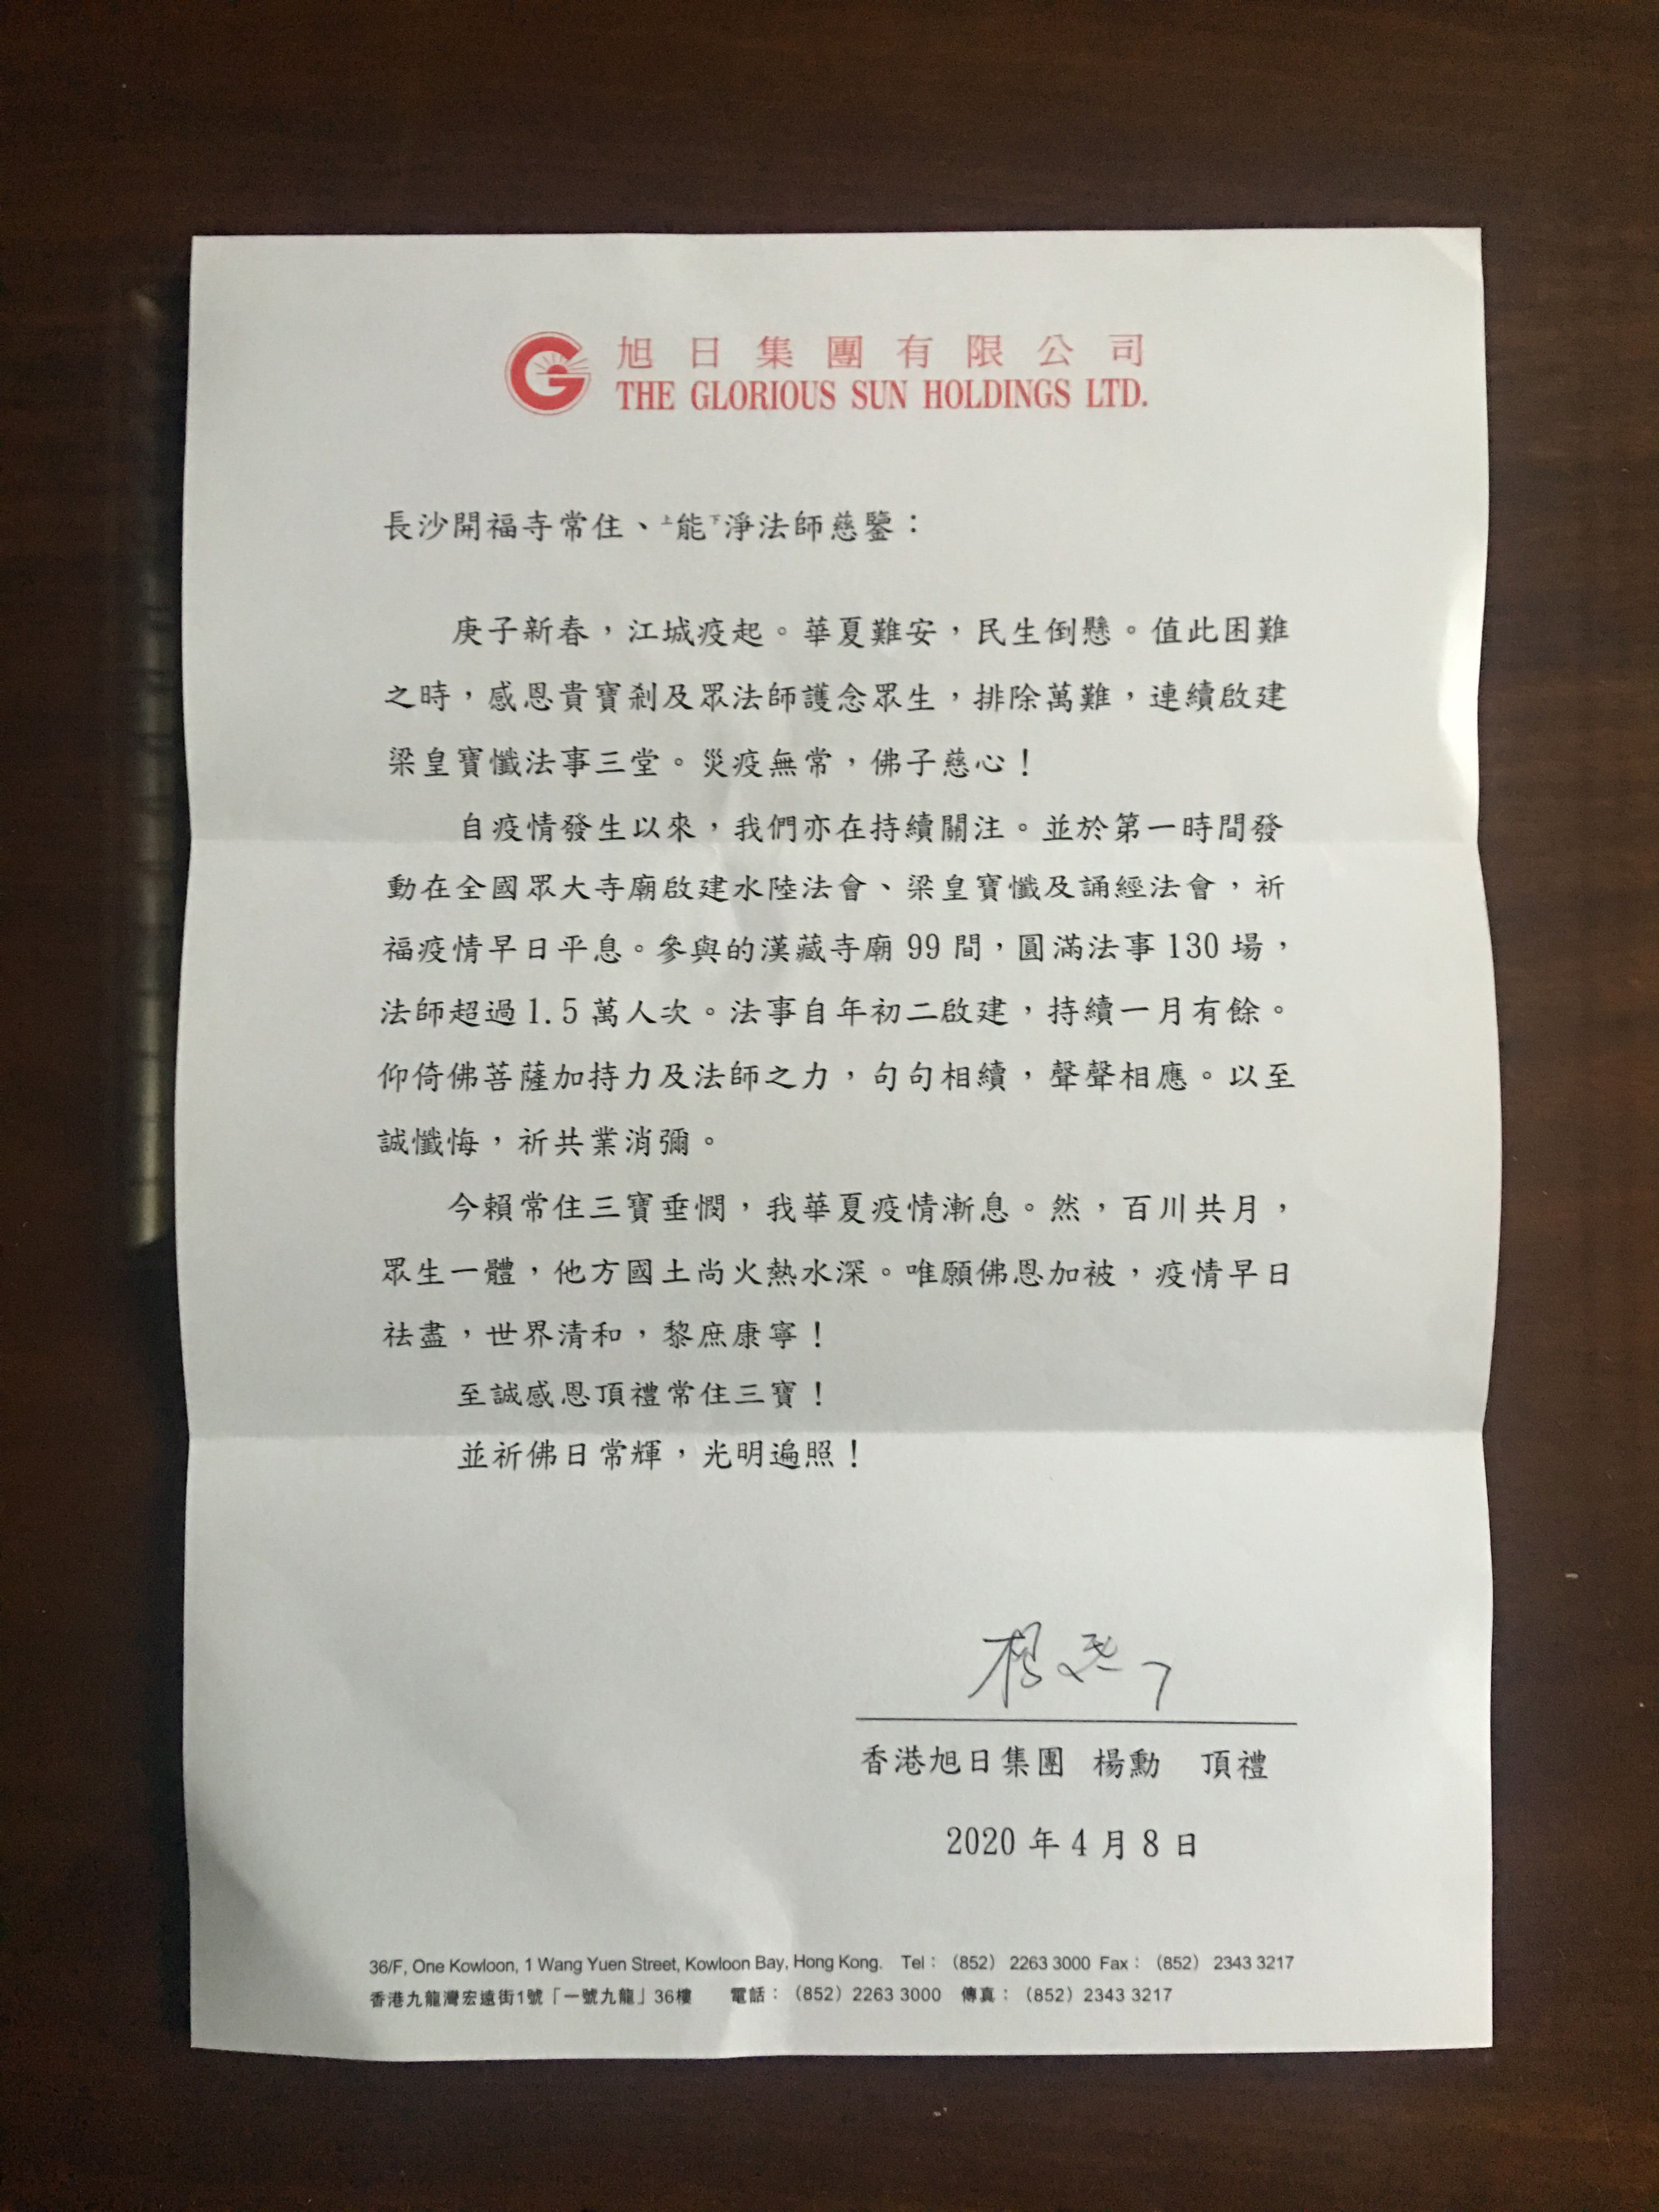 旭日集團有限公司
THE GLORIOUS SUN HOLDINGS LTD.
長沙開福寺常住、上能下淨法師慈鑒：
庚子新春，江城疫起。華夏難安，民生倒懸。值此困難
之時，感恩貴寶剎及眾法師護念眾生，排除萬難，連續啟建
梁皇寶懺法事三堂。災疫無常，佛子慈心！
自疫情發生以來，我們亦在持續關注。並於第一時間發
動在全國眾大寺廟啟建水陸法會、梁皇寶懺及誦經法會，祈
福疫情早日平息。參與的漢藏寺廟 99 間，圓滿法事 130 場，
法師超過 1.5 萬人次。法事自年初二啟建，持續一月有餘。
仰倚佛菩薩加持力及法師之力，句句相續，聲聲相應。以至
誠懺悔，祈共業消彌。
今賴常住三寶垂憫，我華夏疫情漸息。然，百川共月，
眾生一體，他方國土尚火熱水深。唯願佛恩加被，疫情早日
祛盡，世界清和，黎庶康寧！
至誠感恩頂禮常住三寶！
並祈佛日常輝，光明遍照！
香港旭日集團 楊勳 頂禮
2020 年 4 月 8 日
36/F, One Kowloon, 1 Wang Yuen Street, Kowloon Bay, Hong Kong. Tel： (852) 2263 3000 Fax： (852) 2343 3217
香港九龍灣宏遠街1號「一號九龍」36樓 電話： (852) 2263 3000 傳真： (852) 2343 3217